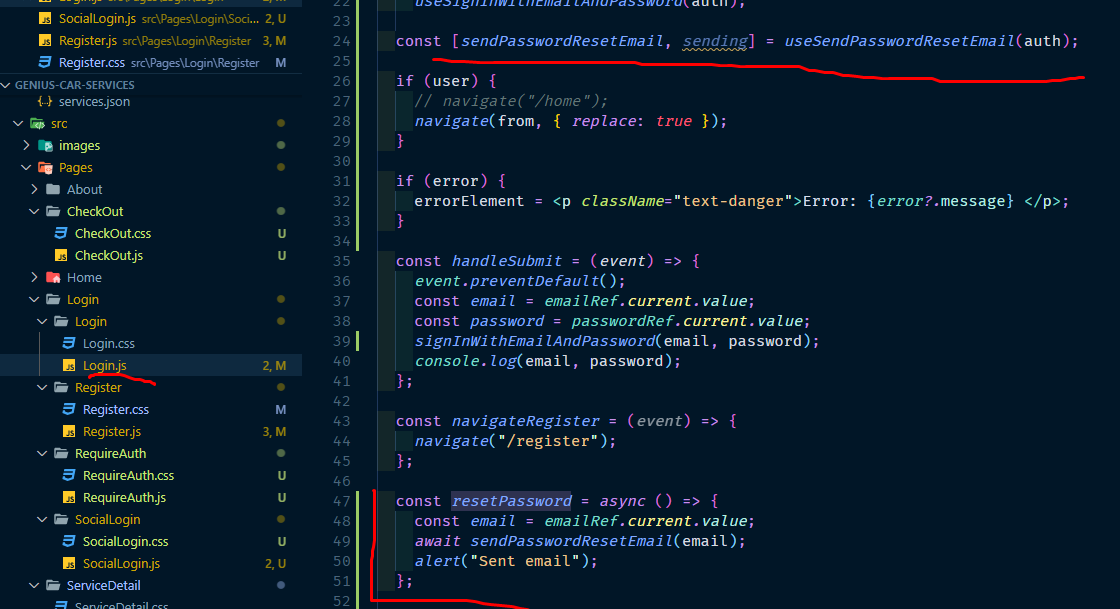 SocialLogin.js src\Pages\Login\Soci... 2, U
Register.js src\Pages\Login\Register 3, M
Register.css src\Pages\Login\Register M
GENIUS-CAR-SERVICES
{..} services.json
src
images
Pages
About
CheckOut
CheckOut.css U
CheckOut.js U
Home
Login
Login
Login.css
Login.js 2, M
Register
Register.css M
Register.js 3, M
RequireAuth
RequireAuth.css U
RequireAuth.js U
SocialLogin
SocialLogin.css U
SocialLogin.js 2, U
ServiceDetail
ServiceDetail.css
22 useSignInWithEmailAndPassword(auth);
23
24 const [sendPasswordResetEmail, sending] = useSendPasswordResetEmail(auth);
25
26 if (user) {
27 // navigate("/home");
28 navigate(from, { replace: true });
29 }
30
31 if (error) {
32 errorElement = <p className="text-danger">Error: {error?.message} </p>;
33 }
34
35 const handleSubmit = (event) => {
36 event.preventDefault();
37 const email = emailRef.current.value;
38 const password = passwordRef.current.value;
39 signInWithEmailAndPassword(email, password);
40 console.log(email, password);
41 };
42
43 const navigateRegister = (event) => {
44 navigate("/register");
45 };
46
47 const resetPassword = async () => {
48 const email = emailRef.current.value;
49 await sendPasswordResetEmail(email);
50 alert("Sent email");
51 };
52